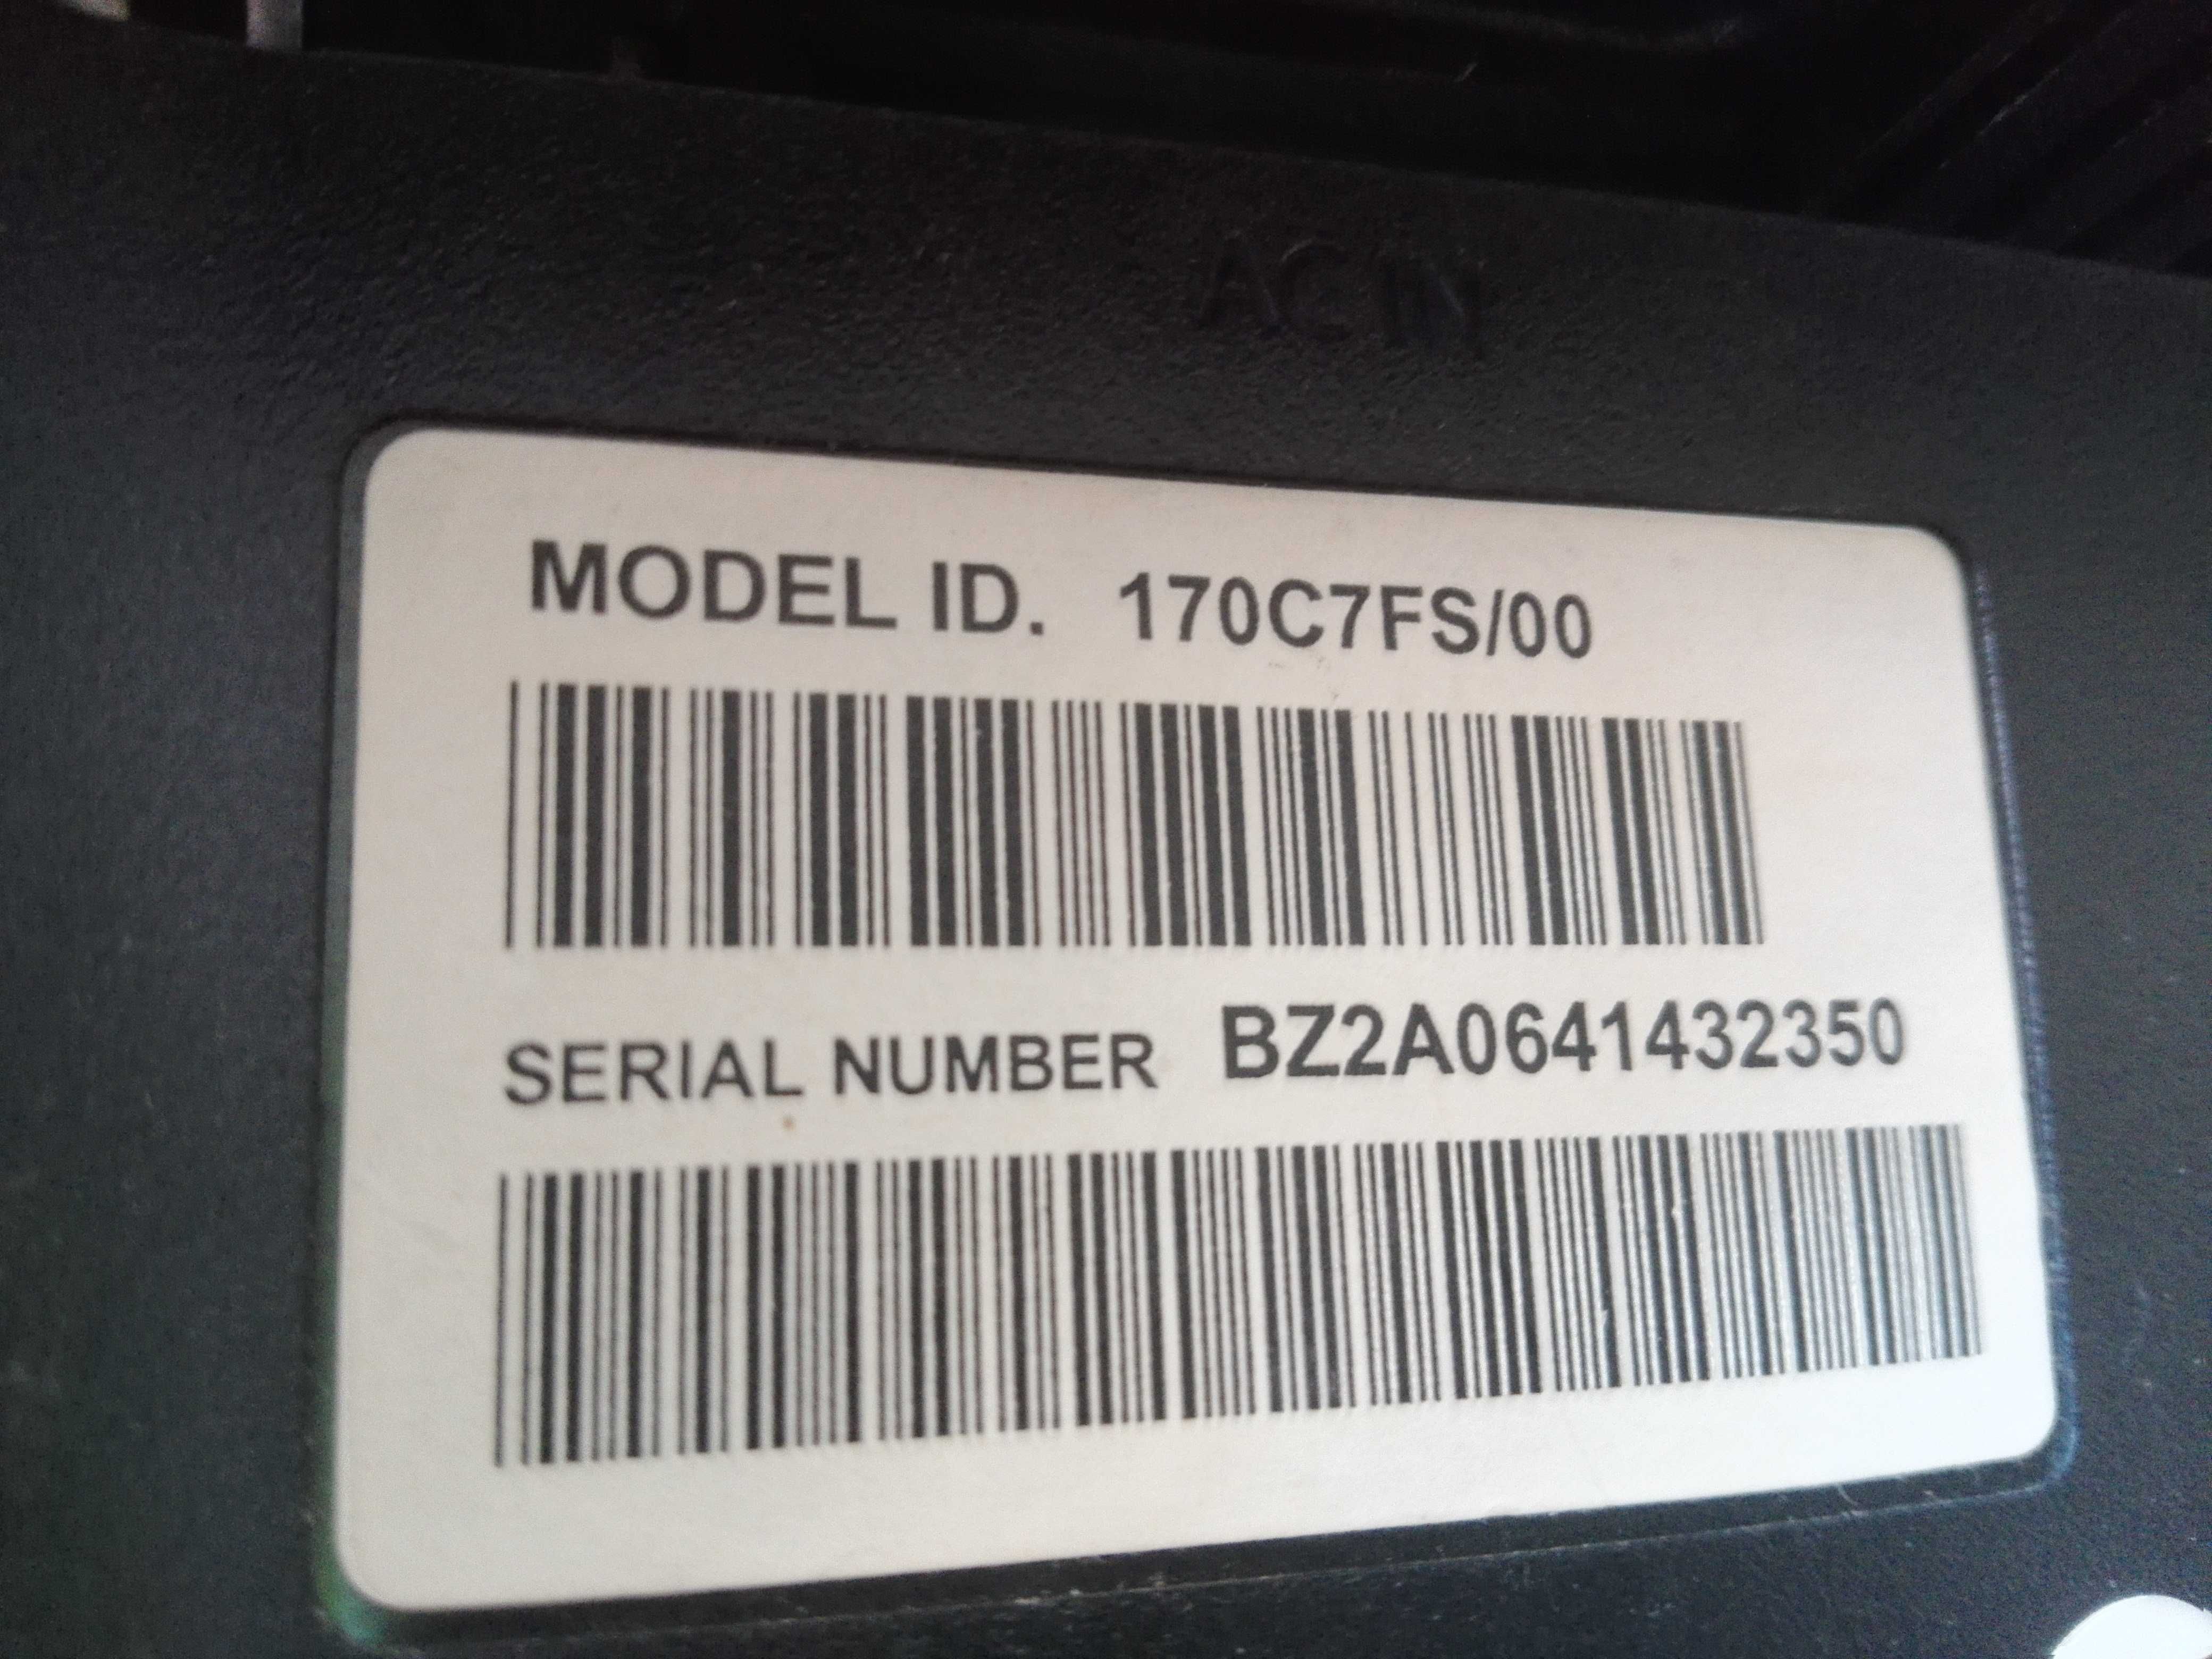 AC IN
MODEL ID. 170C7FS/00
SERIAL NUMBER BZ2A0641432350